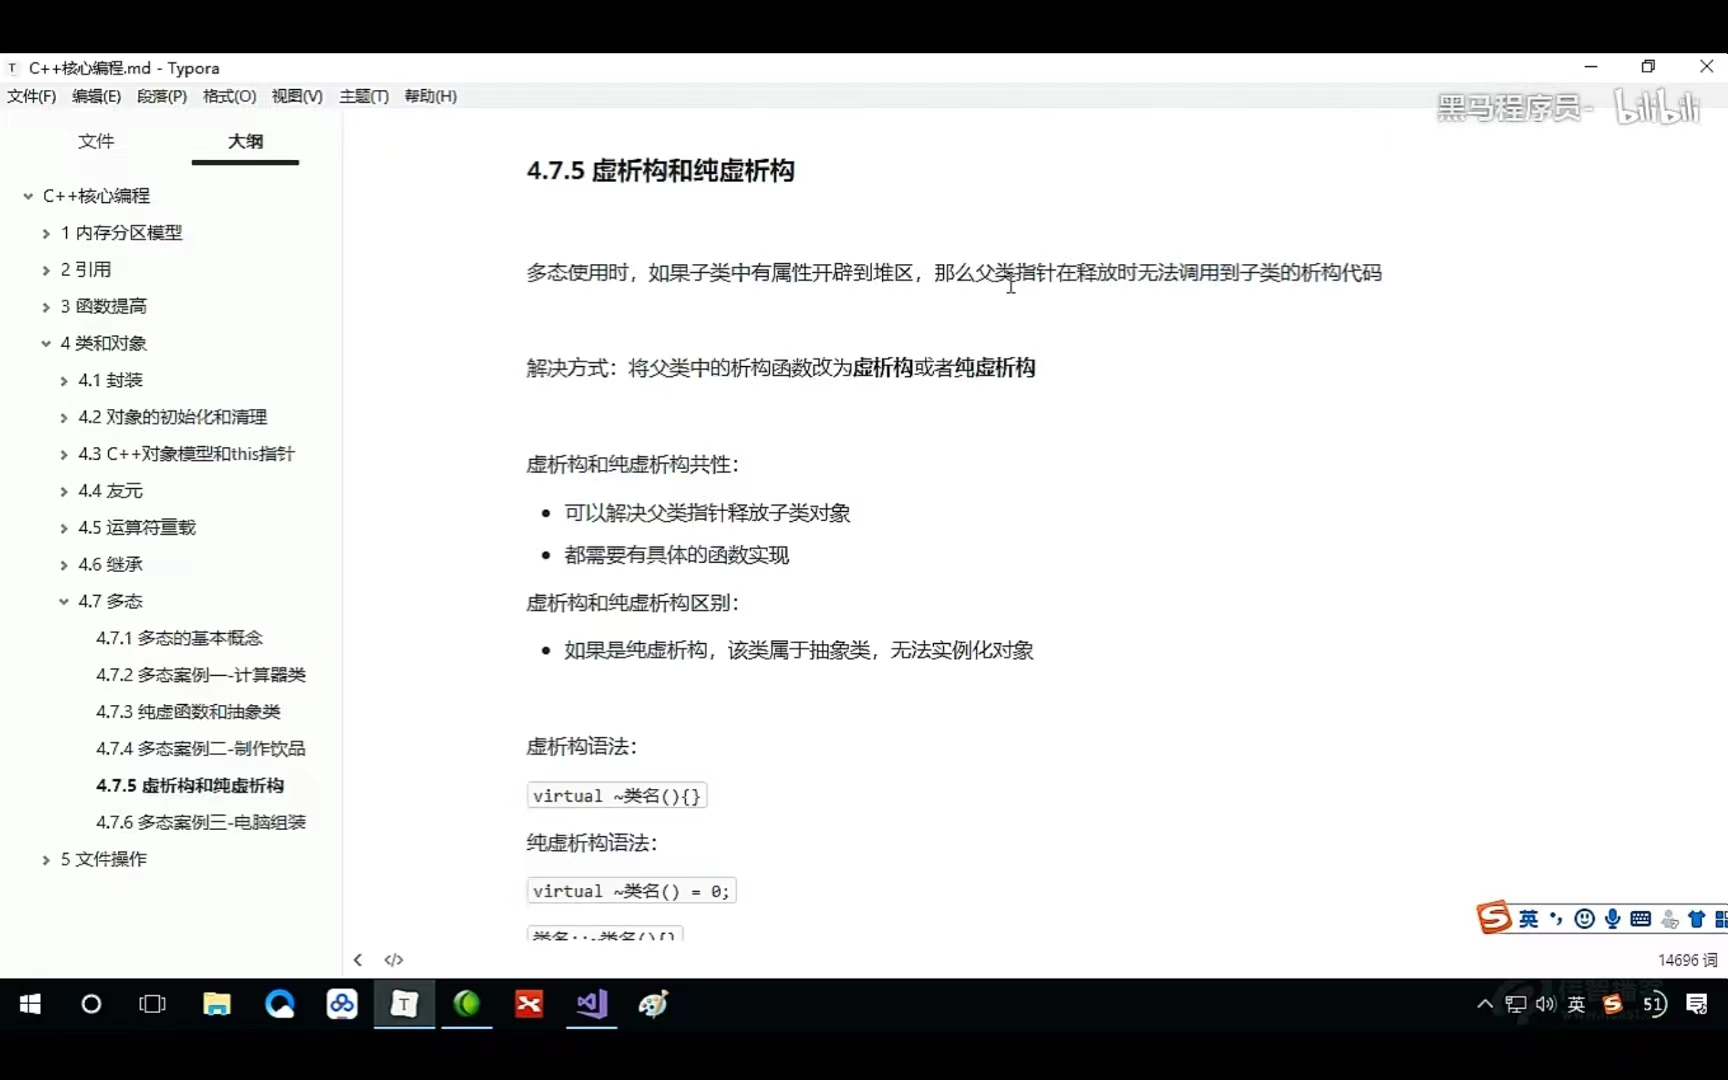 C++核心编程.md - Typora
文件(F) 编辑(E) 段落(P) 格式(O) 视图(V) 主题(T) 帮助(H)
黑马程序员- bilibili
文件 大纲
C++核心编程
1 内存分区模型
2 引用
3 函数提高
4 类和对象
4.1 封装
4.2 对象的初始化和清理
4.3 C++对象模型和this指针
4.4 友元
4.5 运算符重载
4.6 继承
4.7 多态
4.7.1 多态的基本概念
4.7.2 多态案例一-计算器类
4.7.3 纯虚函数和抽象类
4.7.4 多态案例二-制作饮品
4.7.5 虚析构和纯虚析构
4.7.6 多态案例三-电脑组装
5 文件操作
4.7.5 虚析构和纯虚析构
多态使用时，如果子类中有属性开辟到堆区，那么父类指针在释放时无法调用到子类的析构代码
解决方式：将父类中的析构函数改为虚析构或者纯虚析构
虚析构和纯虚析构共性：
可以解决父类指针释放子类对象
都需要有具体的函数实现
虚析构和纯虚析构区别：
如果是纯虚析构，该类属于抽象类，无法实例化对象
虚析构语法：
virtual ~类名(){}
纯虚析构语法：
virtual ~类名() = 0;
类名::~类名(){}
英
14696 词
英
51
传智播客